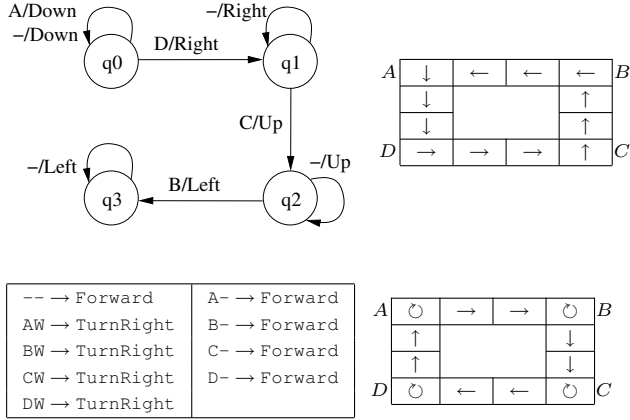 A/Down
–/Down
q0
D/Right
–/Right
q1
C/Up
–/Left
q3
B/Left
q2
–/Up
A ↓ ← ← ← B
↓ ↑
↓ ↑
D → → → ↑ C
-- → Forward A- → Forward
AW → TurnRight B- → Forward
BW → TurnRight C- → Forward
CW → TurnRight D- → Forward
DW → TurnRight
A ↻ → → ↻ B
↑ ↓
↑ ↓
D ↻ ← ← ↻ C